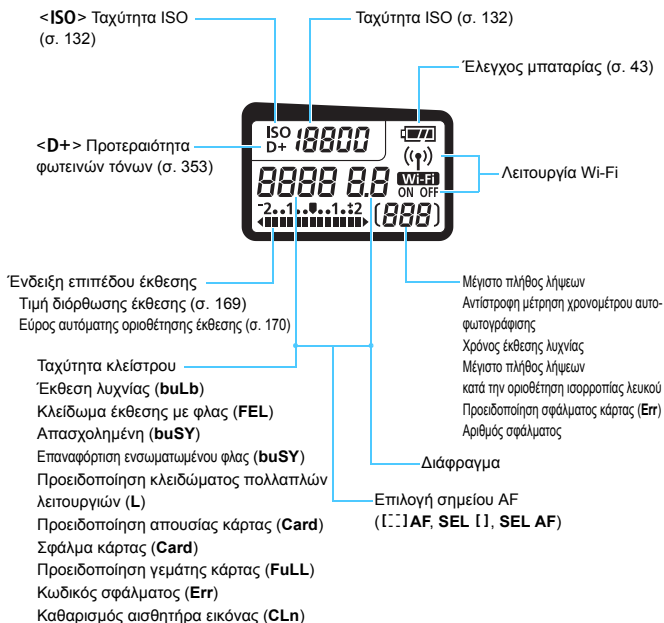 <ISO> Ταχύτητα ISO
(σ. 132)
Ταχύτητα ISO (σ. 132)
Έλεγχος μπαταρίας (σ. 43)
<D+> Προτεραιότητα
φωτεινών τόνων (σ. 353)
ISO
D+
18800
Wi-Fi
ON OFF
8888 8.8
-2..1..0..1.+2
(888)
Λειτουργία Wi-Fi
Ένδειξη επιπέδου έκθεσης
Τιμή διόρθωσης έκθεσης (σ. 169)
Εύρος αυτόματης οριοθέτησης έκθεσης (σ. 170)
Μέγιστο πλήθος λήψεων
Αντίστροφη μέτρηση χρονομέτρου αυτο-
φωτογράφισης
Χρόνος έκθεσης λυχνίας
Μέγιστο πλήθος λήψεων
κατά την οριοθέτηση ισορροπίας λευκού
Προειδοποίηση σφάλματος κάρτας (Err)
Αριθμός σφάλματος
Ταχύτητα κλείστρου
Έκθεση λυχνίας (buLb)
Κλείδωμα έκθεσης με φλας (FEL)
Απασχολημένη (buSY)
Επαναφόρτιση ενσωματωμένου φλας (buSY)
Προειδοποίηση κλειδώματος πολλαπλών
λειτουργιών (L)
Προειδοποίηση απουσίας κάρτας (Card)
Σφάλμα κάρτας (Card)
Προειδοποίηση γεμάτης κάρτας (FuLL)
Κωδικός σφάλματος (Err)
Καθαρισμός αισθητήρα εικόνας (CLn)
Διάφραγμα
Επιλογή σημείου AF
([ ] AF, SEL [ ], SEL AF)